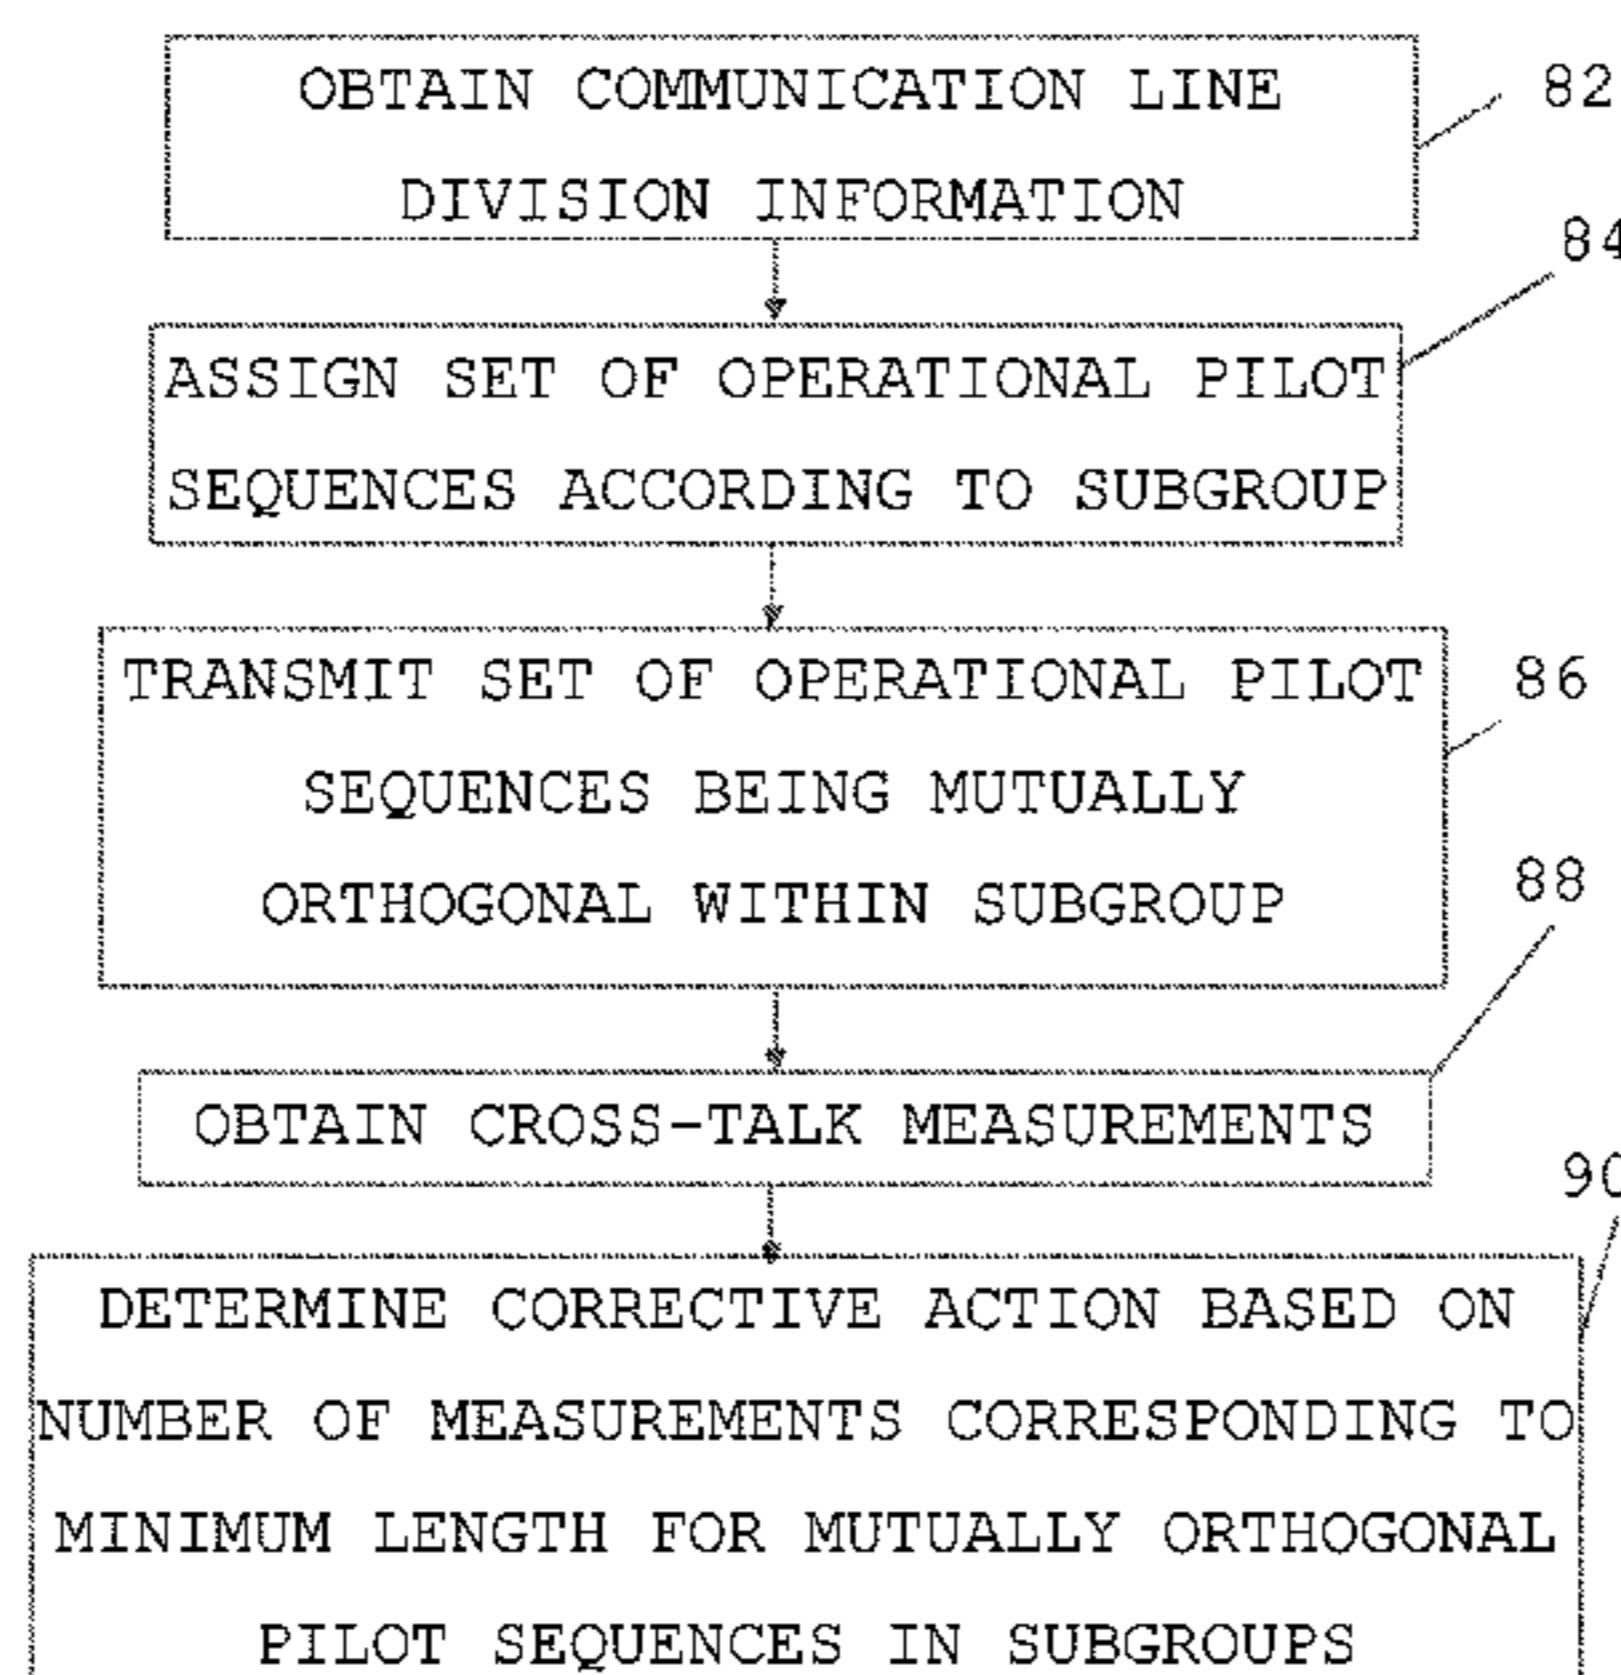 OBTAIN COMMUNICATION LINE
DIVISION INFORMATION
82
84
ASSIGN SET OF OPERATIONAL PILOT
SEQUENCES ACCORDING TO SUBGROUP
TRANSMIT SET OF OPERATIONAL PILOT
SEQUENCES BEING MUTUALLY
ORTHOGONAL WITHIN SUBGROUP
86
88
OBTAIN CROSS-TALK MEASUREMENTS
90
DETERMINE CORRECTIVE ACTION BASED ON
NUMBER OF MEASUREMENTS CORRESPONDING TO
MINIMUM LENGTH FOR MUTUALLY ORTHOGONAL
PILOT SEQUENCES IN SUBGROUPS